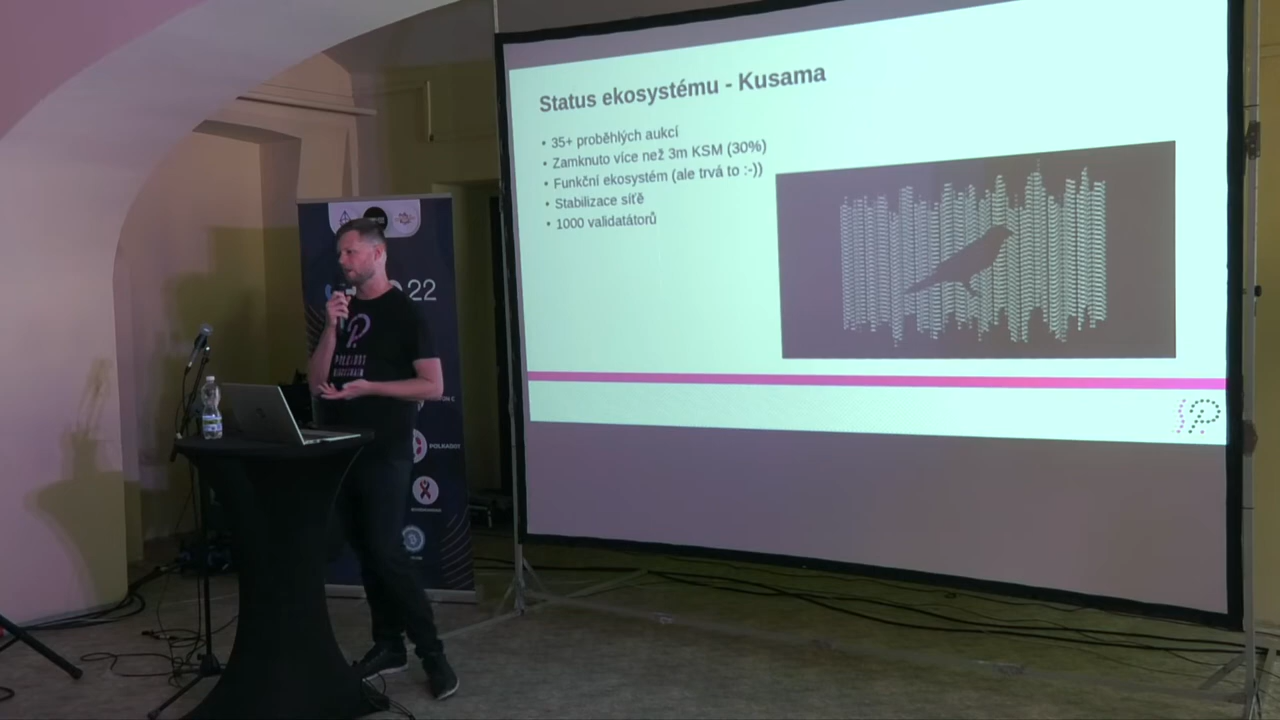 Status ekosystému - Kusama
• 35+ proběhlých aukcí
• Zamknuto více než 3m KSM (30%)
• Funkční ekosystém (ale trvá to :-))
• Stabilizace sítě
• 1000 validatátorů
22
POLKADOT
POLKADOT